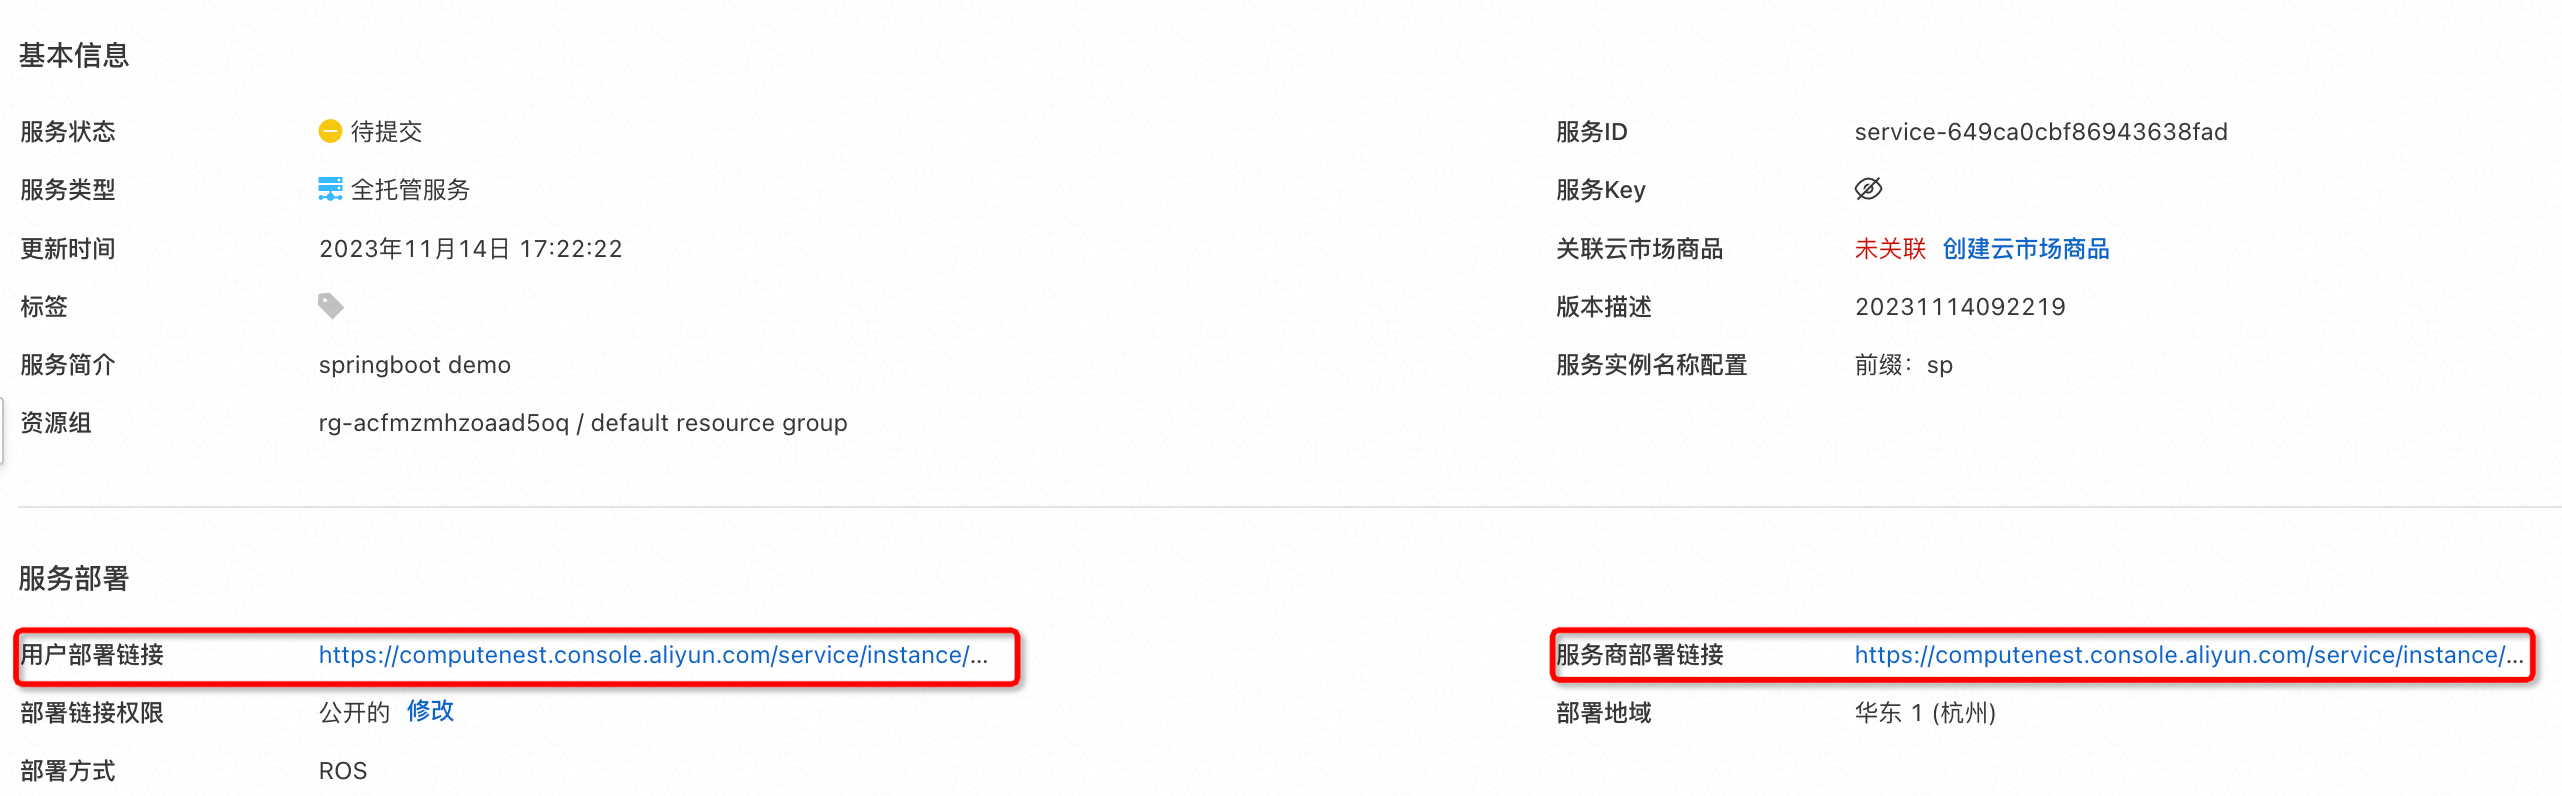 基本信息
服务状态 待提交 服务ID service-649ca0cbf86943638fad
服务类型 全托管服务 服务Key
更新时间 2023年11月14日 17:22:22 关联云市场商品 未关联 创建云市场商品
标签 版本描述 20231114092219
服务简介 springboot demo 服务实例名称配置 前缀：sp
资源组 rg-acfmzmhzoaad5oq / default resource group
服务部署
用户部署链接 https://computenest.console.aliyun.com/service/instance/... 服务商部署链接 https://computenest.console.aliyun.com/service/instance/...
部署链接权限 公开的 修改 部署地域 华东 1 (杭州)
部署方式 ROS